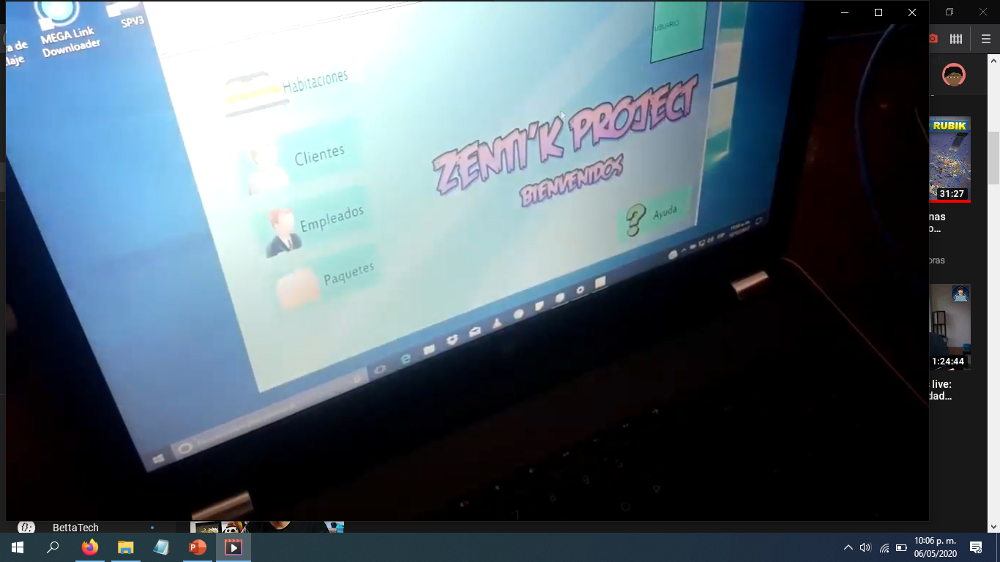 MEGA Link
Downloader
SPV3
a de
laje
USUARIO
Habitaciones
Clientes
Empleados
Paquetes
ZENTI'K PROJECT
BIENVENIDOS
Ayuda
RUBIK
31:27
nas
o...
oras
1:24:44
live:
dad...
BettaTech
10:06 p. m.
06/05/2020